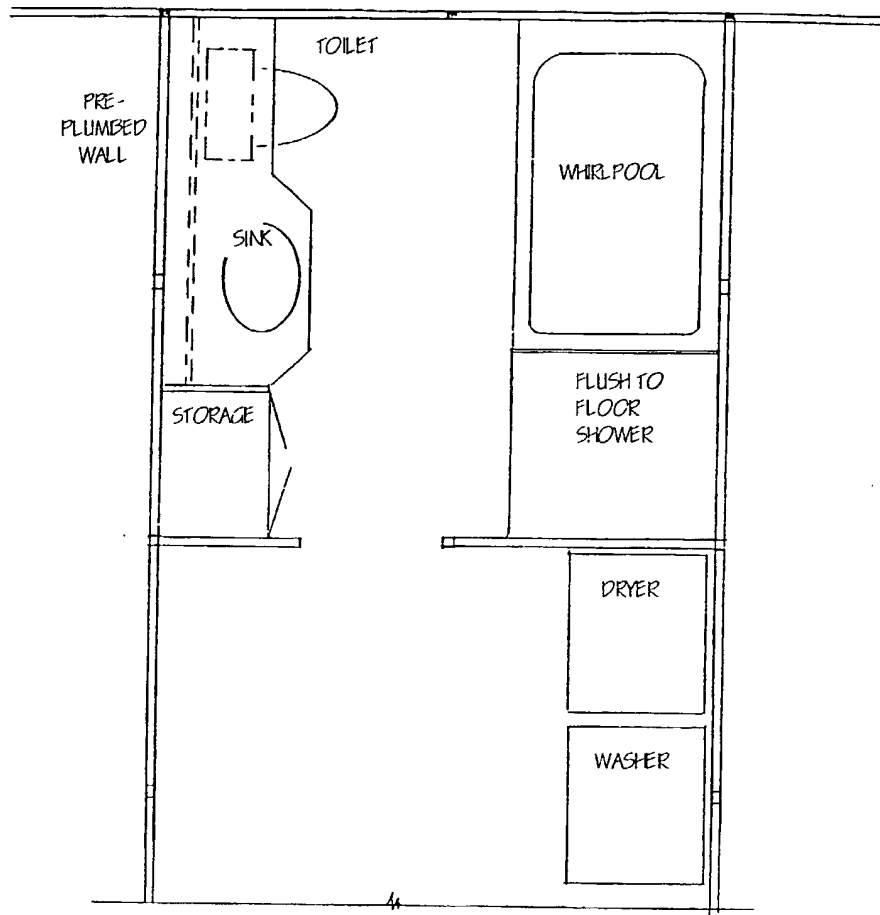 TOILET
PRE-
PLUMBED
WALL
WHIRLPOOL
SINK
FLUSH TO
FLOOR
SHOWER
STORAGE
DRYER
WASHER